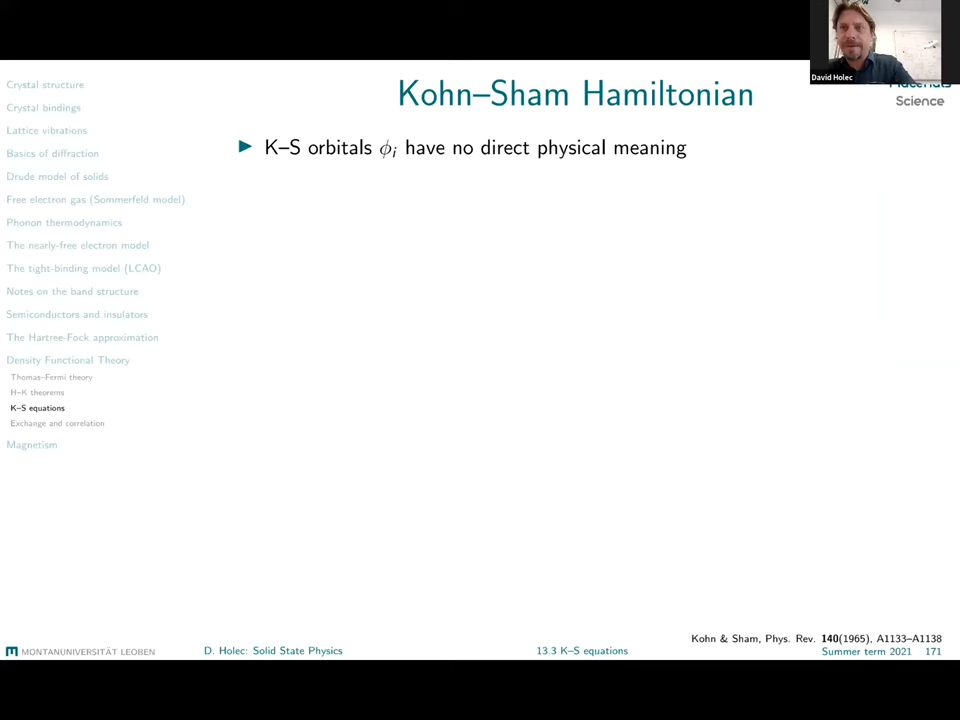 David Holec
Materials
Science
Kohn–Sham Hamiltonian
Crystal structure
Crystal bindings
Lattice vibrations
Basics of diffraction
Drude model of solids
Free electron gas (Sommerfeld model)
Phonon thermodynamics
The nearly-free electron model
The tight-binding model (LCAO)
Notes on the band structure
Semiconductors and insulators
The Hartree-Fock approximation
Density Functional Theory
Thomas–Fermi theory
H–K theorems
K–S equations
Exchange and correlation
Magnetism
▶ K–S orbitals ϕᵢ have no direct physical meaning
Kohn & Sham, Phys. Rev. 140(1965), A1133–A1138
MONTANUNIVERSITÄT LEOBEN
D. Holec: Solid State Physics
13.3 K–S equations
Summer term 2021 171